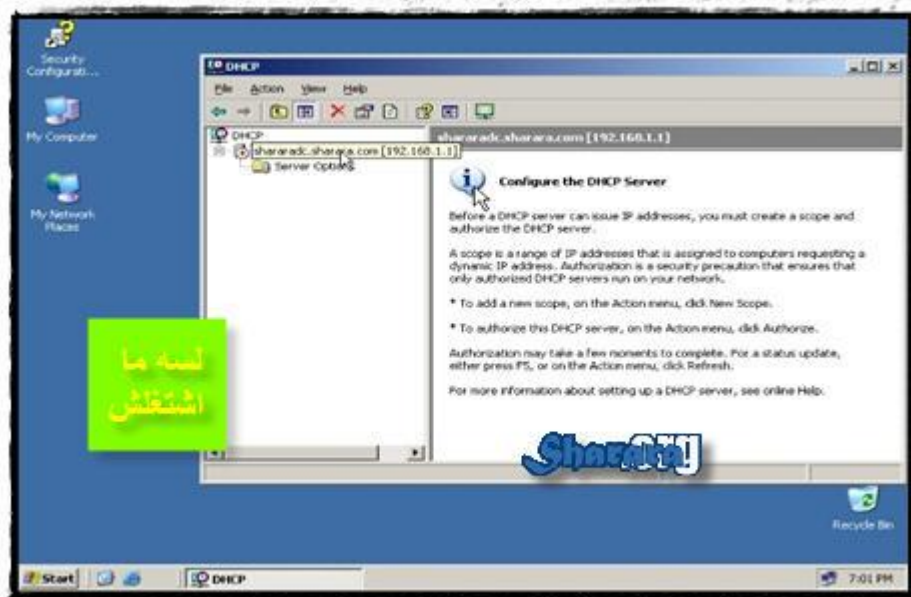 Security
Configurati...
My Computer
My Network
Places
DHCP
File Action View Help
DHCP
shararadc.sharara.com [192.168.1.1]
Server Options
shararadc.sharara.com [192.168.1.1]
Configure the DHCP Server
Before a DHCP server can issue IP addresses, you must create a scope and
authorize the DHCP server.
A scope is a range of IP addresses that is assigned to computers requesting a
dynamic IP address. Authorization is a security precaution that ensures that
only authorized DHCP servers run on your network.
* To add a new scope, on the Action menu, click New Scope.
* To authorize this DHCP server, on the Action menu, click Authorize.
Authorization may take a few moments to complete. For a status update,
either press F5, or on the Action menu, click Refresh.
For more information about setting up a DHCP server, see online Help.
لسه ما
اشتغلش
Recycle Bin
Start
DHCP
7:01 PM